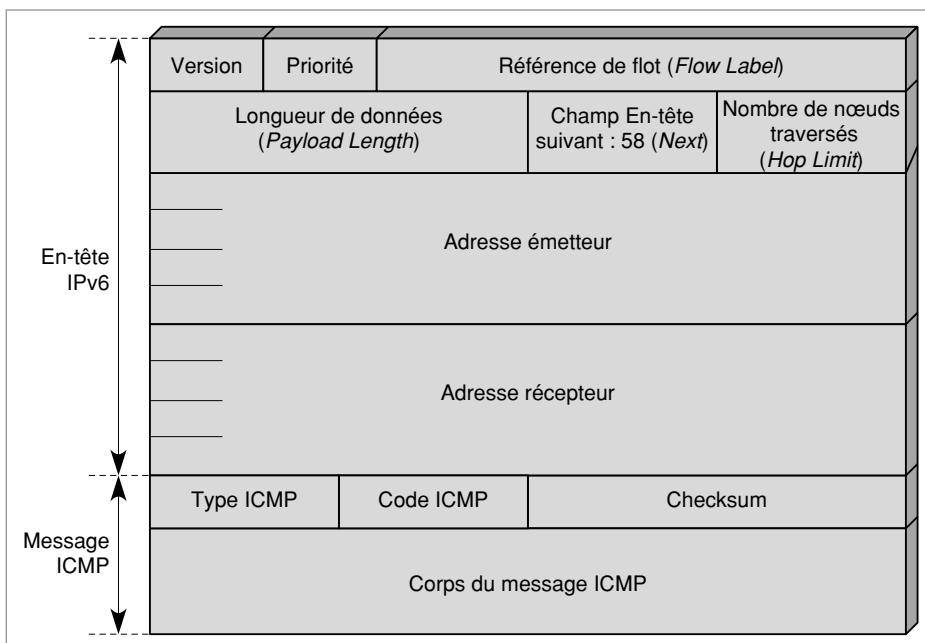 Version
Priorité
Référence de flot (Flow Label)
Longueur de données
(Payload Length)
Champ En-tête
suivant : 58 (Next)
Nombre de nœuds
traversés
(Hop Limit)
En-tête
IPv6
Adresse émetteur
Adresse récepteur
Type ICMP
Code ICMP
Checksum
Message
ICMP
Corps du message ICMP